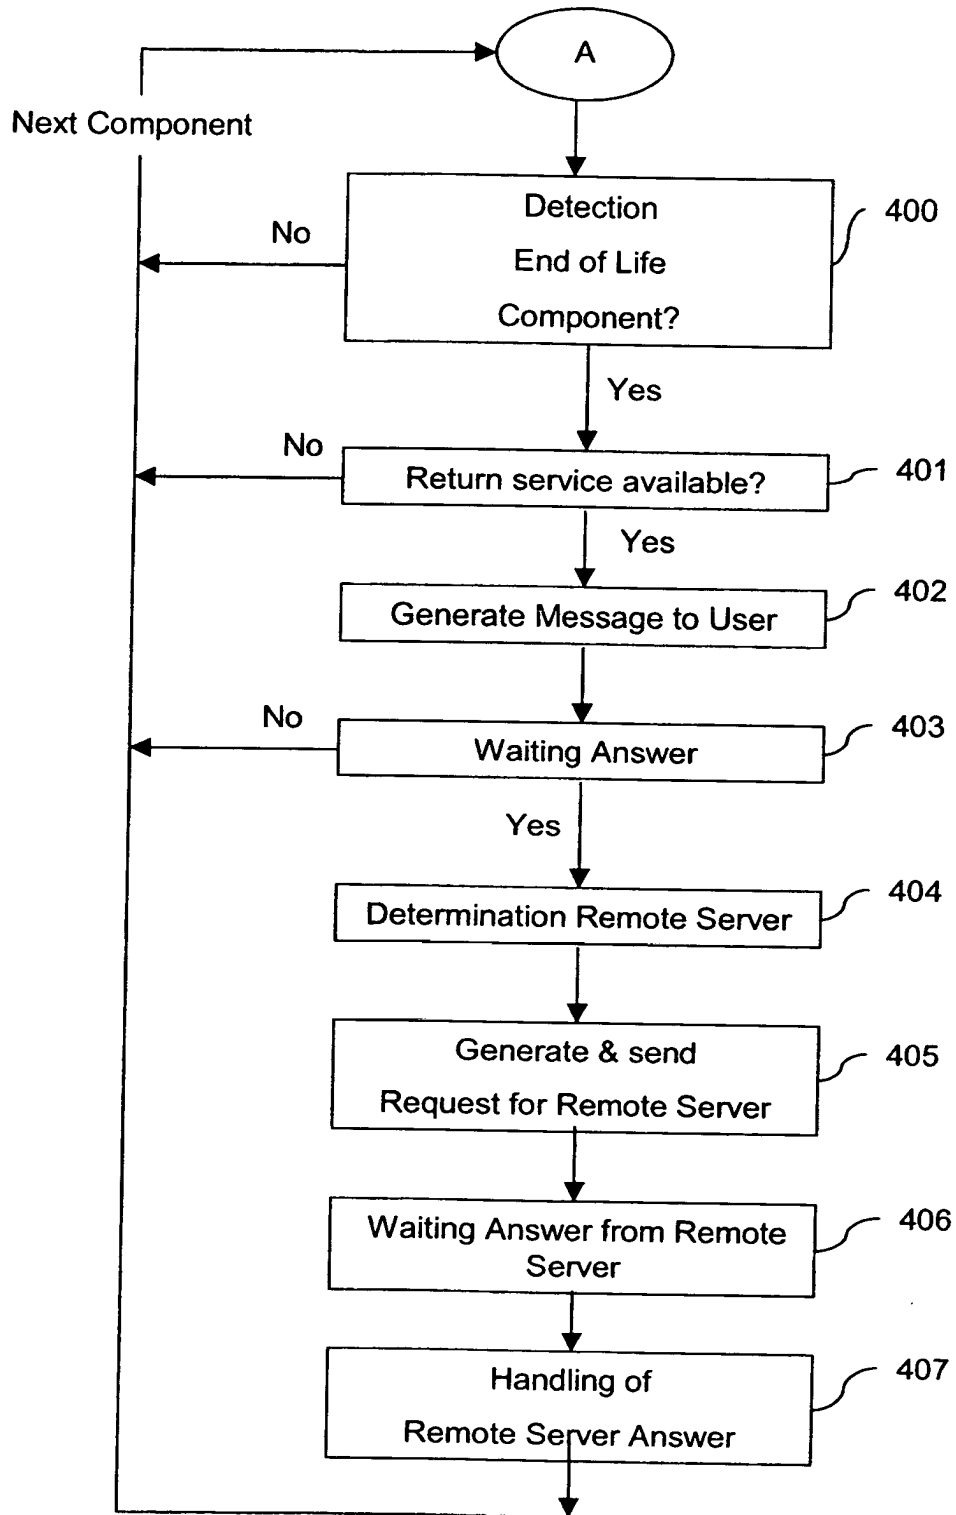 A
Next Component
Detection
End of Life
Component?
400
No
Yes
No
Return service available?
401
Yes
Generate Message to User
402
No
Waiting Answer
403
Yes
Determination Remote Server
404
Generate & send
Request for Remote Server
405
Waiting Answer from Remote
Server
406
Handling of
Remote Server Answer
407